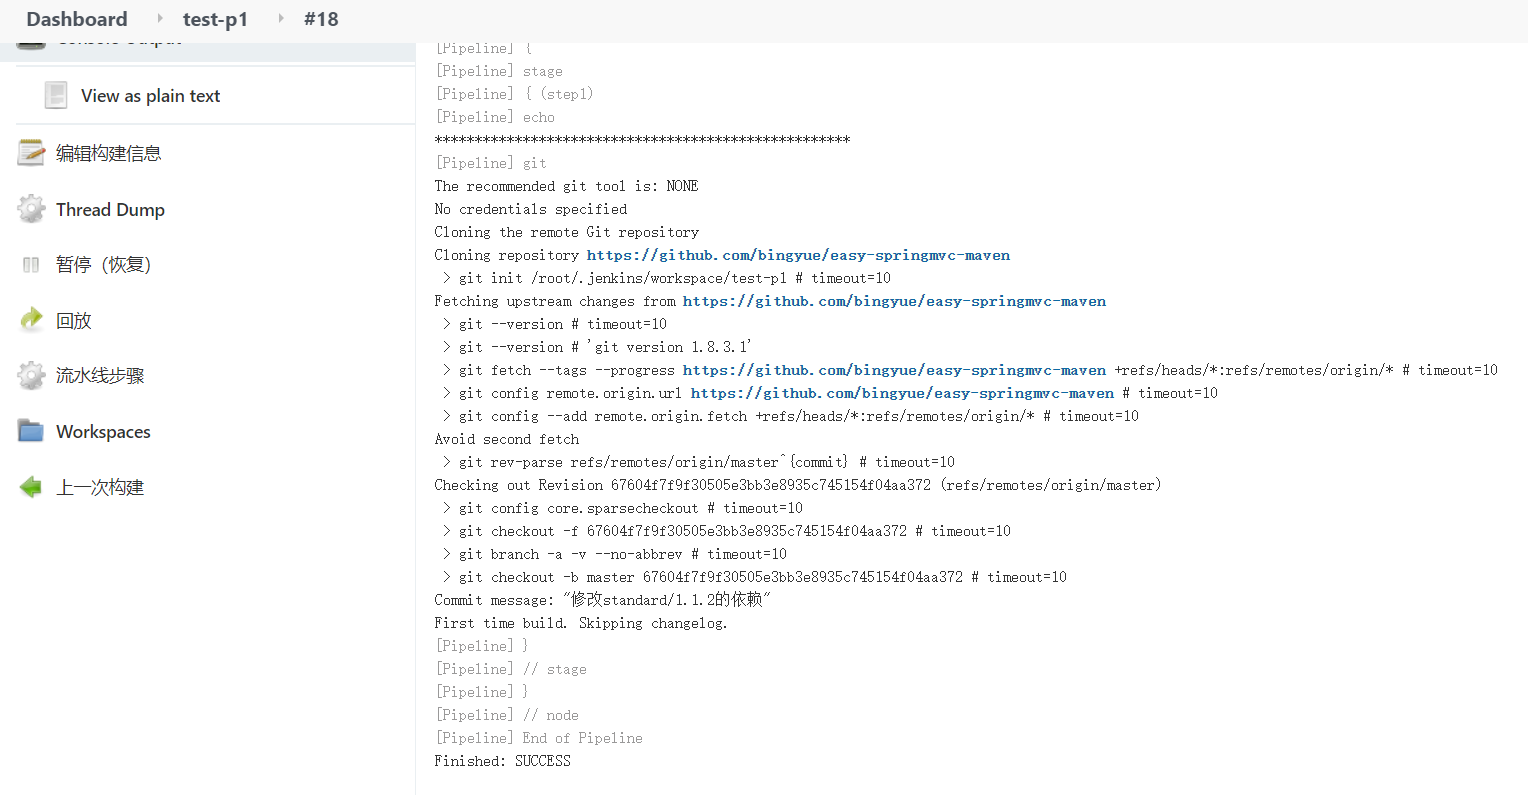 Dashboard
test-p1
#18
Console Output
View as plain text
编辑构建信息
Thread Dump
暂停（恢复）
回放
流水线步骤
Workspaces
上一次构建
[Pipeline] {
[Pipeline] stage
[Pipeline] { (step1)
[Pipeline] echo
****************************************************
[Pipeline] git
The recommended git tool is: NONE
No credentials specified
Cloning the remote Git repository
Cloning repository https://github.com/bingyue/easy-springmvc-maven
> git init /root/.jenkins/workspace/test-p1 # timeout=10
Fetching upstream changes from https://github.com/bingyue/easy-springmvc-maven
> git --version # timeout=10
> git --version # 'git version 1.8.3.1'
> git fetch --tags --progress https://github.com/bingyue/easy-springmvc-maven +refs/heads/*:refs/remotes/origin/* # timeout=10
> git config remote.origin.url https://github.com/bingyue/easy-springmvc-maven # timeout=10
> git config --add remote.origin.fetch +refs/heads/*:refs/remotes/origin/* # timeout=10
Avoid second fetch
> git rev-parse refs/remotes/origin/master^{commit} # timeout=10
Checking out Revision 67604f7f9f30505e3bb3e8935c745154f04aa372 (refs/remotes/origin/master)
> git config core.sparsecheckout # timeout=10
> git checkout -f 67604f7f9f30505e3bb3e8935c745154f04aa372 # timeout=10
> git branch -a -v --no-abbrev # timeout=10
> git checkout -b master 67604f7f9f30505e3bb3e8935c745154f04aa372 # timeout=10
Commit message: "修改standard/1.1.2的依赖"
First time build. Skipping changelog.
[Pipeline] }
[Pipeline] // stage
[Pipeline] }
[Pipeline] // node
[Pipeline] End of Pipeline
Finished: SUCCESS